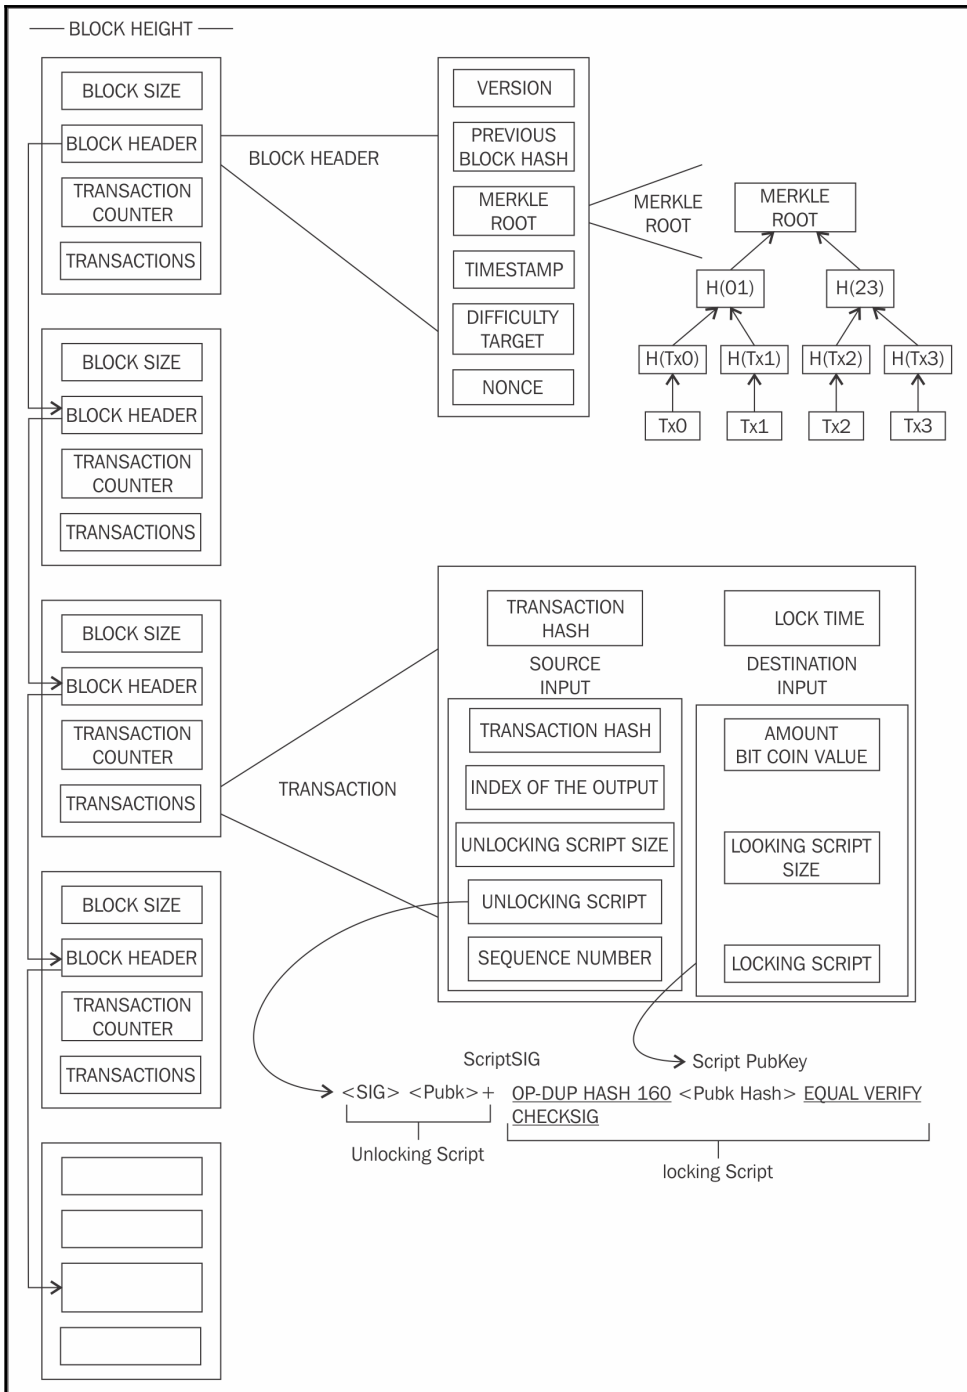 BLOCK HEIGHT
BLOCK SIZE
BLOCK HEADER
TRANSACTION
COUNTER
TRANSACTIONS
BLOCK HEADER
VERSION
PREVIOUS
BLOCK HASH
MERKLE
ROOT
TIMESTAMP
DIFFICULTY
TARGET
NONCE
MERKLE
ROOT
MERKLE
ROOT
H(01)
H(23)
H(Tx0)
H(Tx1)
H(Tx2)
H(Tx3)
Tx0
Tx1
Tx2
Tx3
BLOCK SIZE
BLOCK HEADER
TRANSACTION
COUNTER
TRANSACTIONS
BLOCK SIZE
BLOCK HEADER
TRANSACTION
COUNTER
TRANSACTIONS
TRANSACTION
TRANSACTION
HASH
LOCK TIME
SOURCE
INPUT
TRANSACTION HASH
INDEX OF THE OUTPUT
UNLOCKING SCRIPT SIZE
UNLOCKING SCRIPT
SEQUENCE NUMBER
DESTINATION
INPUT
AMOUNT
BIT COIN VALUE
LOOKING SCRIPT
SIZE
LOCKING SCRIPT
BLOCK SIZE
BLOCK HEADER
TRANSACTION
COUNTER
TRANSACTIONS
ScriptSIG
Script PubKey
<SIG> <Pubk>+ OP-DUP HASH 160 <Pubk Hash> EQUAL VERIFY
CHECKSIG
Unlocking Script
locking Script